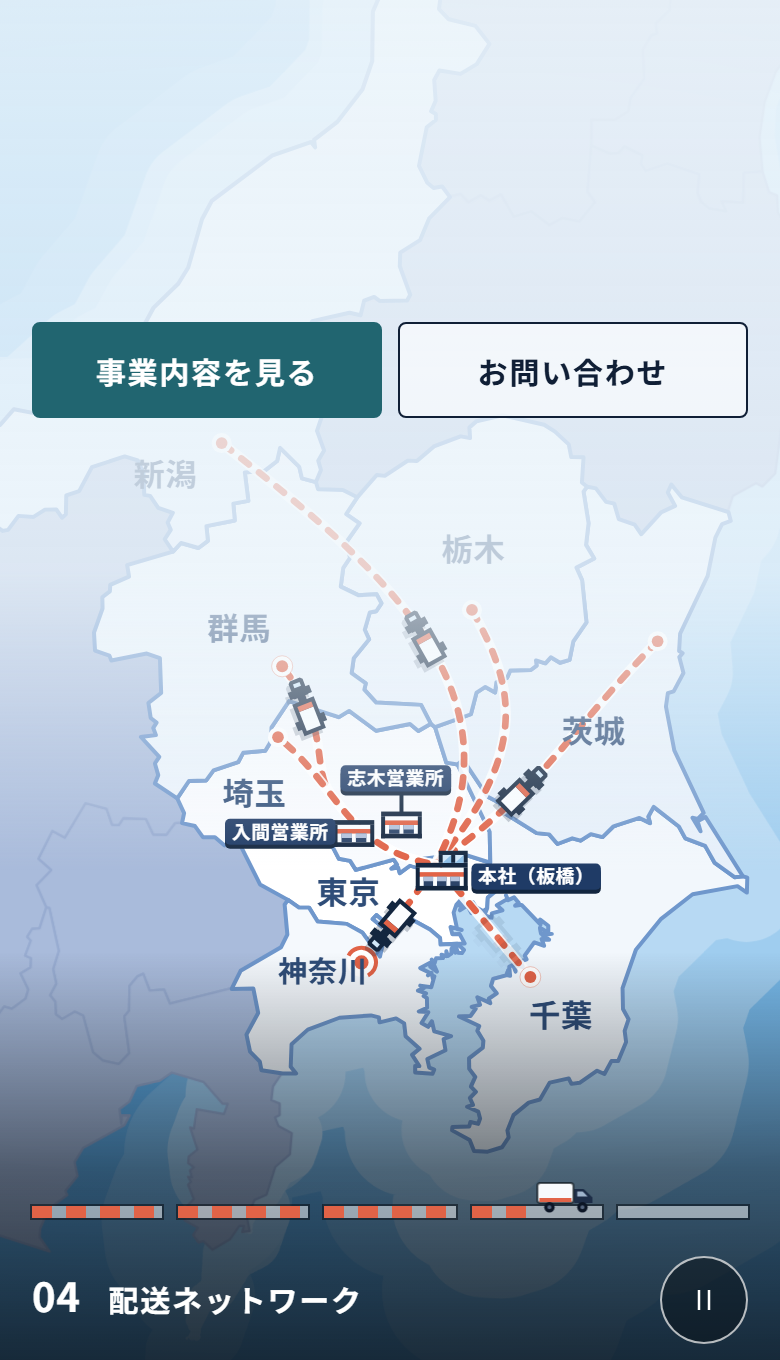 事業内容を見る
お問い合わせ
新潟
栃木
群馬
茨城
志木営業所
埼玉
入間営業所
本社（板橋）
東京
神奈川
千葉
04 配送ネットワーク